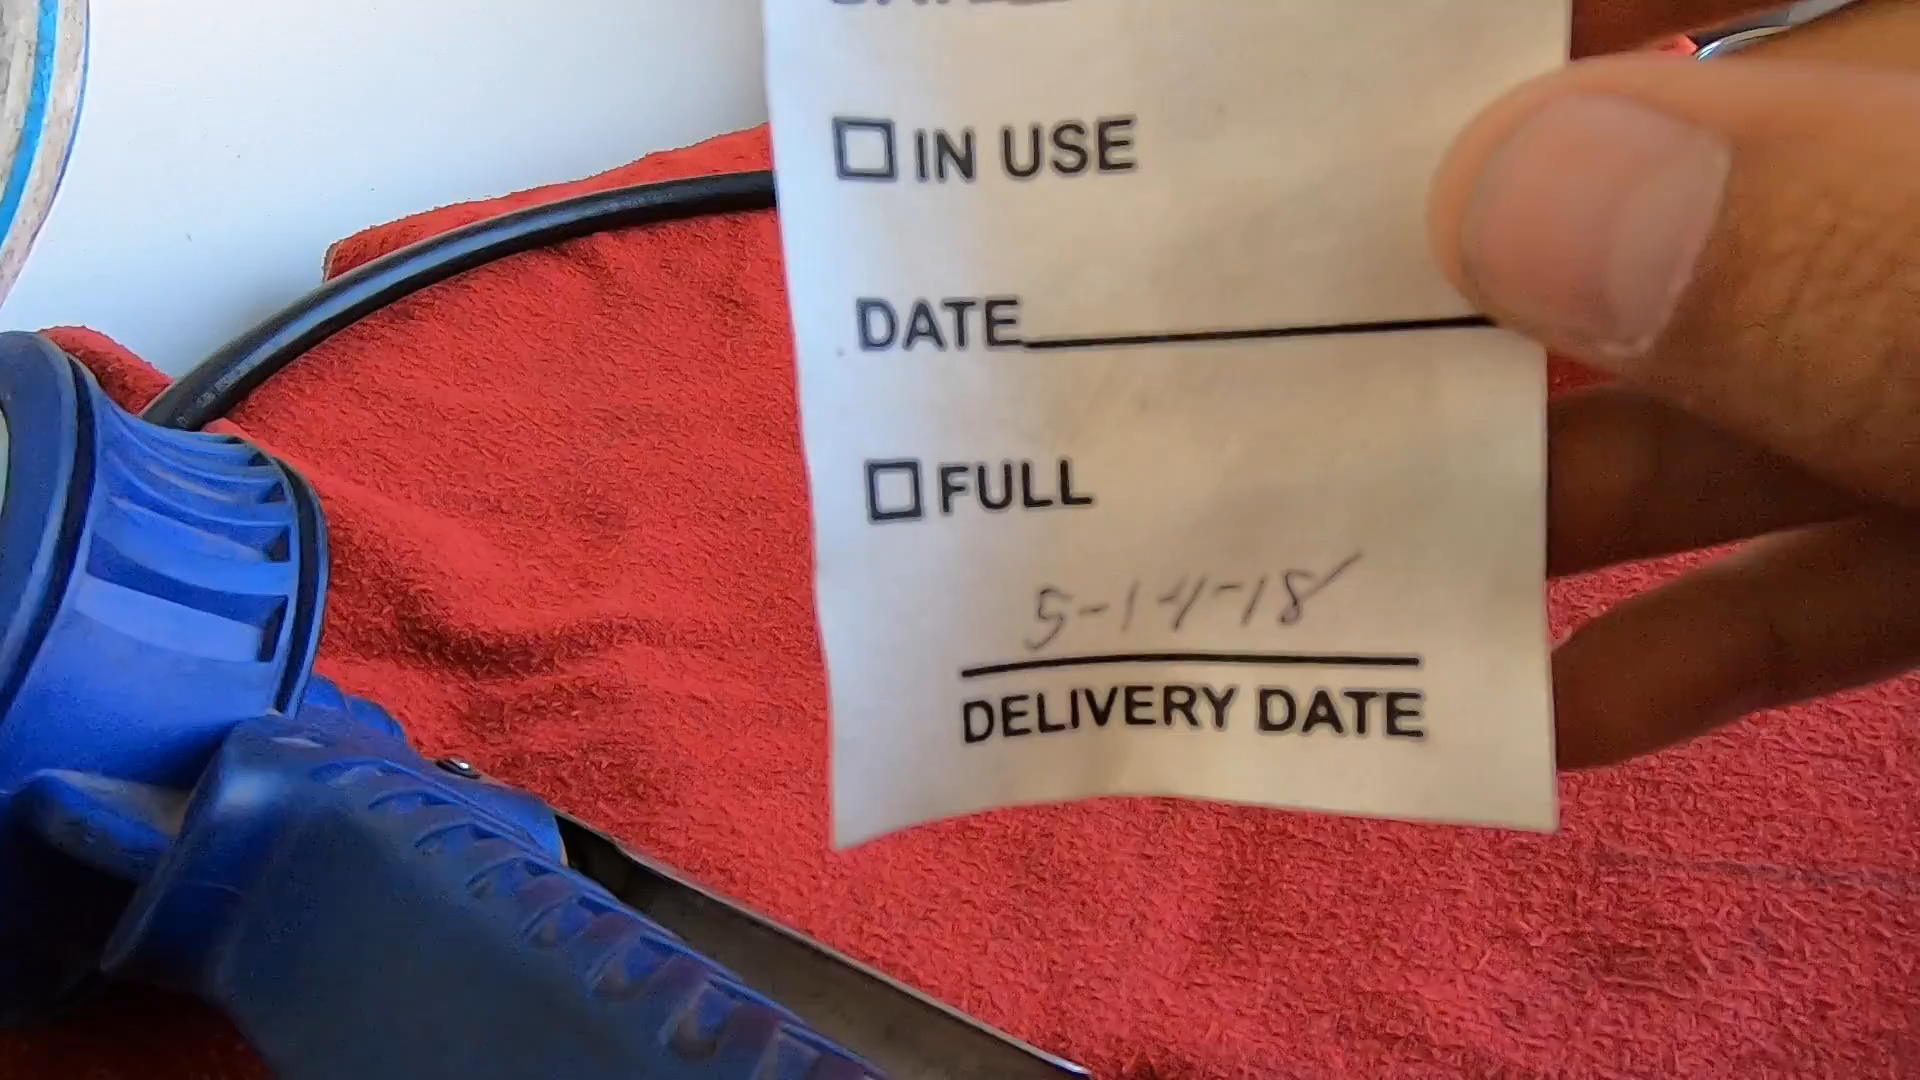 ☐ IN USE
DATE
☐ FULL
5-14-18
DELIVERY DATE